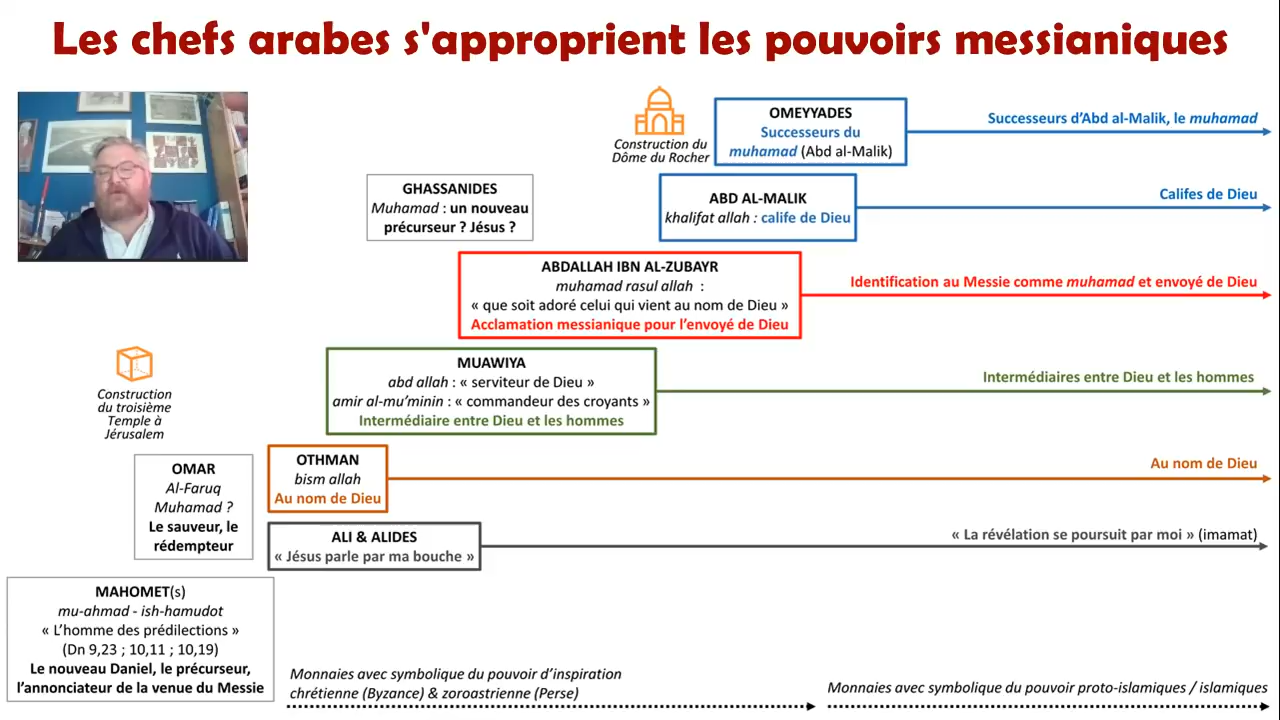 Les chefs arabes s'approprient les pouvoirs messianiques
OMEYYADES
Successeurs du
muhamad (Abd al-Malik)
Successeurs d'Abd al-Malik, le muhamad
Construction du
Dôme du Rocher
GHASSANIDES
Muhamad : un nouveau
précurseur ? Jésus ?
ABD AL-MALIK
khalifat allah : calife de Dieu
Califes de Dieu
ABDALLAH IBN AL-ZUBAYR
muhamad rasul allah :
« que soit adoré celui qui vient au nom de Dieu »
Acclamation messianique pour l'envoyé de Dieu
Identification au Messie comme muhamad et envoyé de Dieu
MUAWIYA
abd allah : « serviteur de Dieu »
amir al-mu'minin : « commandeur des croyants »
Intermédiaire entre Dieu et les hommes
Intermédiaires entre Dieu et les hommes
Construction
du troisième
Temple à
Jérusalem
OMAR
Al-Faruq
Muhamad ?
Le sauveur, le
rédempteur
OTHMAN
bism allah
Au nom de Dieu
Au nom de Dieu
ALI & ALIDES
« Jésus parle par ma bouche »
« La révélation se poursuit par moi » (imamat)
MAHOMET(s)
mu-ahmad - ish-hamudot
« L'homme des prédilections »
(Dn 9,23 ; 10,11 ; 10,19)
Le nouveau Daniel, le précurseur,
l'annonciateur de la venue du Messie
Monnaies avec symbolique du pouvoir d'inspiration
chrétienne (Byzance) & zoroastrienne (Perse)
Monnaies avec symbolique du pouvoir proto-islamiques / islamiques